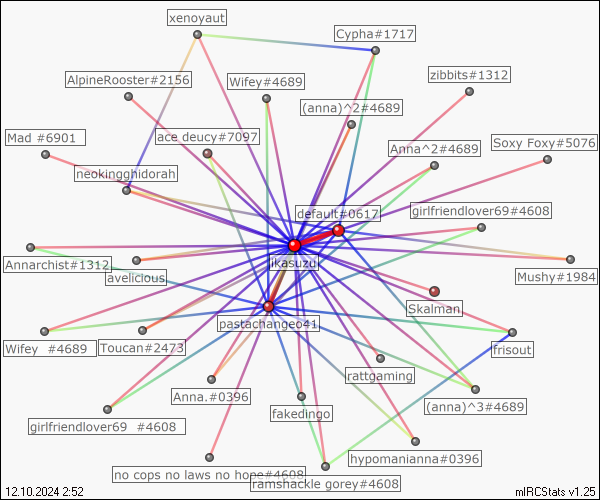 xenoyaut
Cypha#1717
AlpineRooster#2156
Wifey#4689
zibbits#1312
(anna)^2#4689
Mad #6901
ace deucy#7097
Anna^2#4689
Soxy Foxy#5076
neokingghidorah
default#0617
girlfriendlover69#4608
Annarchist#1312
avelicious
ikasuzuk
Mushy#1984
Skalman
pastachangeo41
Wifey #4689
Toucan#2473
frisout
rattgaming
Anna.#0396
fakedingo
(anna)^3#4689
girlfriendlover69 #4608
hypomanianna#0396
no cops no laws no hope#4608
ramshackle gorey#4608
12.10.2024 2:52
mIRCStats v1.25